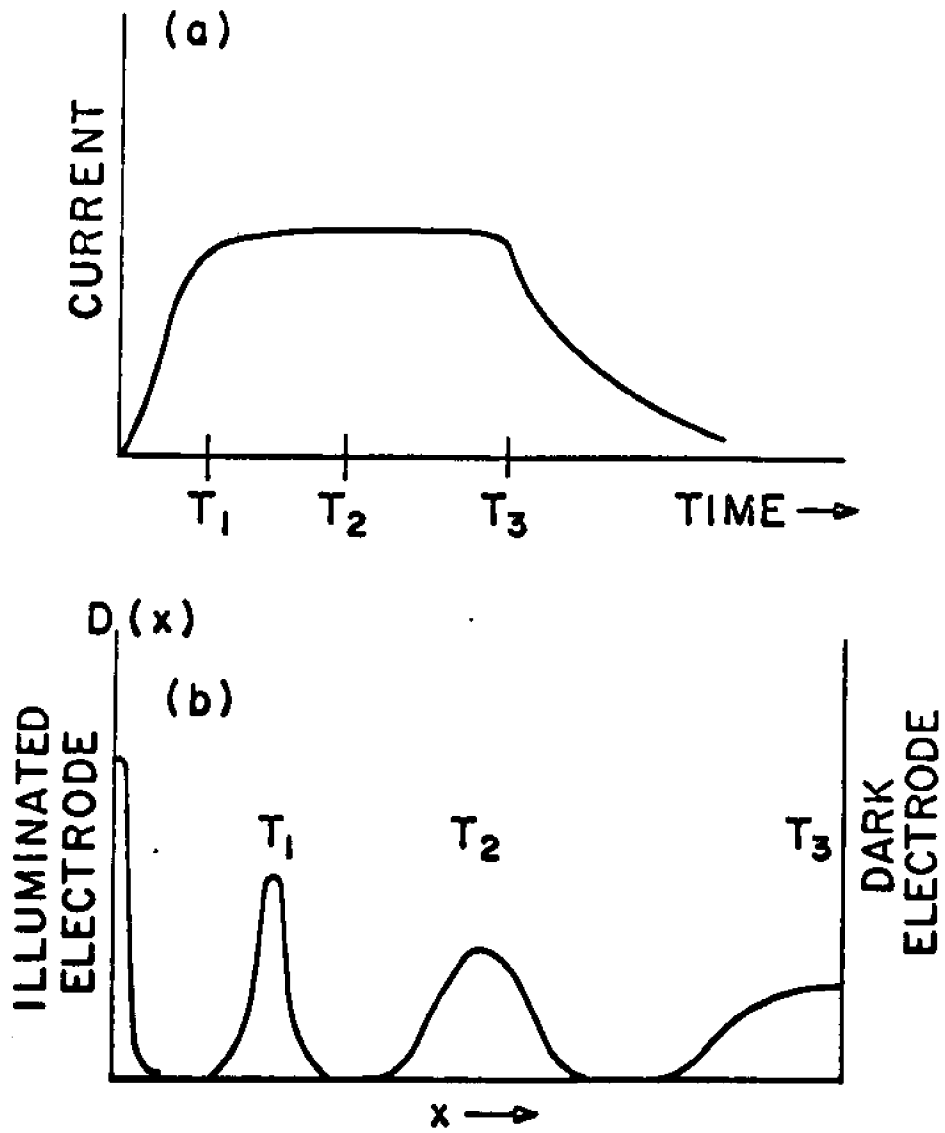 (a)
CURRENT
T1 T2 T3 TIME
D (x)
(b)
ILLUMINATED
ELECTRODE
T1 T2 T3
DARK
ELECTRODE
x